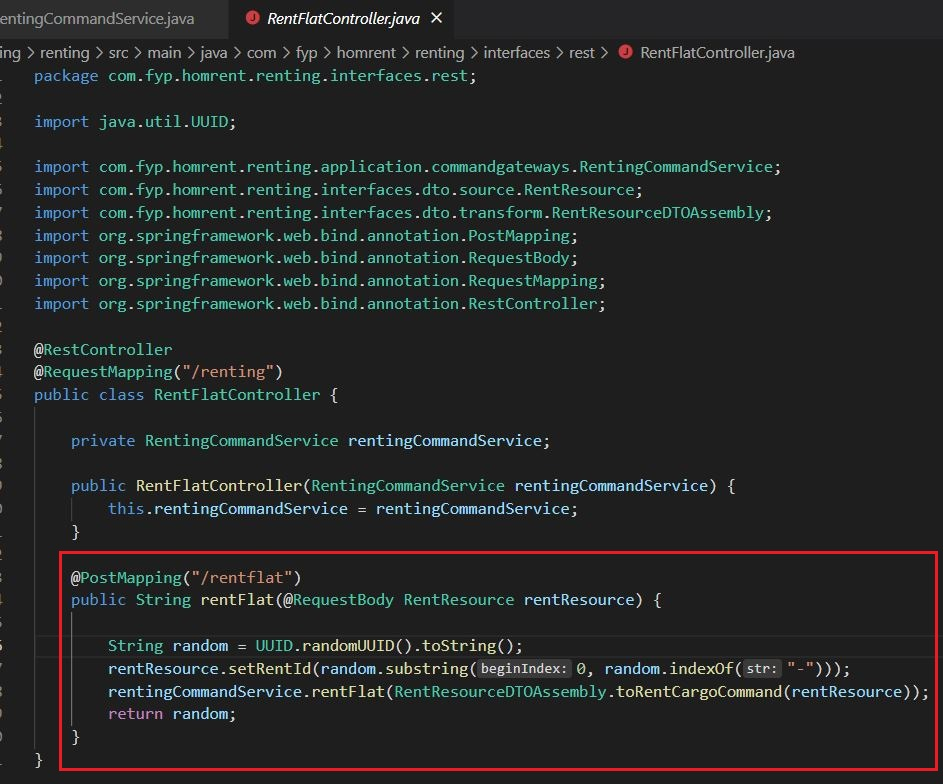 entingCommandService.java RentFlatController.java ×
ing > renting > src > main > java > com > fyp > homrent > renting > interfaces > rest > J RentFlatController.java
package com.fyp.homrent.renting.interfaces.rest;
import java.util.UUID;
import com.fyp.homrent.renting.application.commandgateways.RentingCommandService;
import com.fyp.homrent.renting.interfaces.dto.source.RentResource;
import com.fyp.homrent.renting.interfaces.dto.transform.RentResourceDTOAssembly;
import org.springframework.web.bind.annotation.PostMapping;
import org.springframework.web.bind.annotation.RequestBody;
import org.springframework.web.bind.annotation.RequestMapping;
import org.springframework.web.bind.annotation.RestController;
@RestController
@RequestMapping("/renting")
public class RentFlatController {
private RentingCommandService rentingCommandService;
public RentFlatController(RentingCommandService rentingCommandService) {
this.rentingCommandService = rentingCommandService;
}
@PostMapping("/rentflat")
public String rentFlat(@RequestBody RentResource rentResource) {
String random = UUID.randomUUID().toString();
rentResource.setRentId(random.substring(beginIndex: 0, random.indexOf(str: "-")));
rentingCommandService.rentFlat(RentResourceDTOAssembly.toRentCargoCommand(rentResource));
return random;
}
}